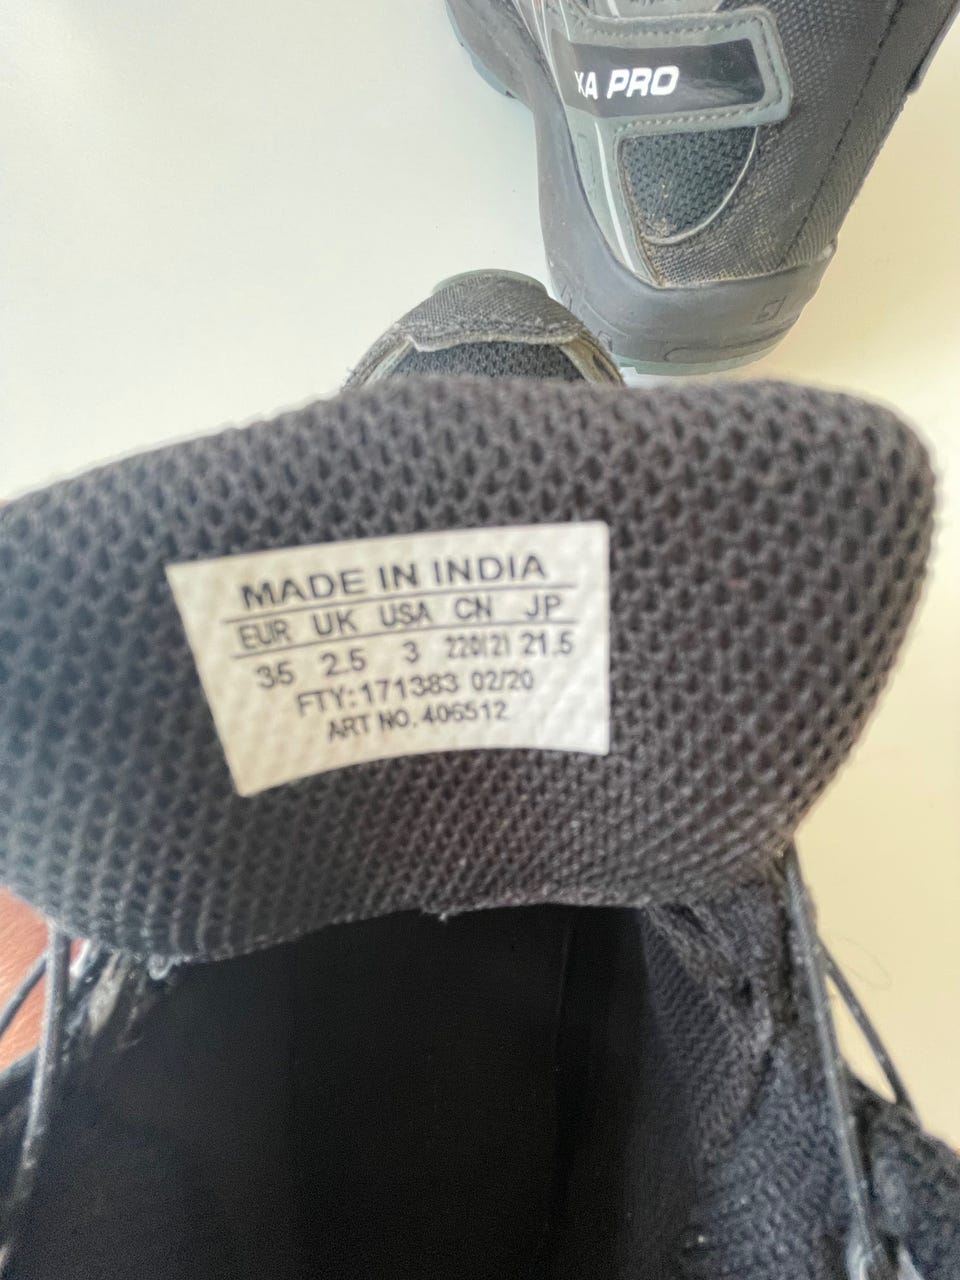 XA PRO
MADE IN INDIA
EUR UK USA CN JP
35 2.5 3 220(2) 21.5
FTY:171383 02/20
ART NO. 406512